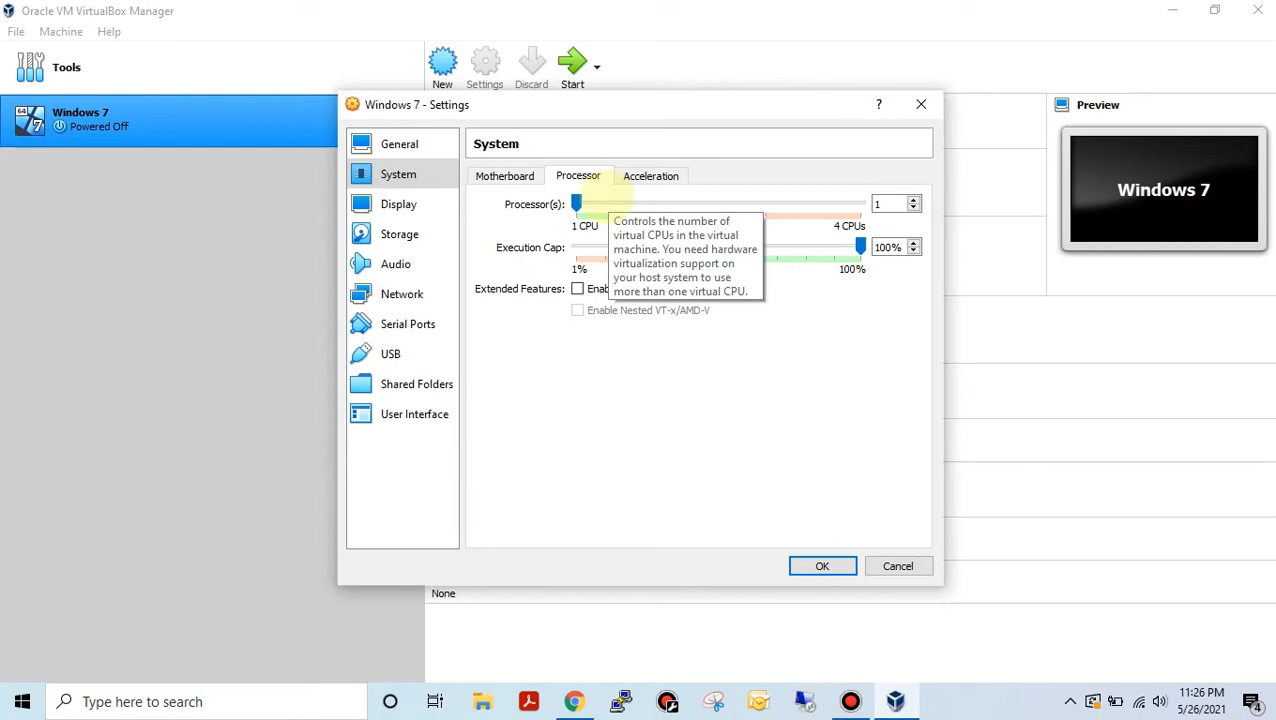 Oracle VM VirtualBox Manager
File Machine Help
Tools
New Settings Discard Start
Windows 7
Powered Off
64
7
Windows 7 - Settings
?
General
System
Display
Storage
Audio
Network
Serial Ports
USB
Shared Folders
User Interface
System
Motherboard Processor Acceleration
Processor(s):
1
1 CPU
4 CPUs
Execution Cap:
100%
1%
100%
Extended Features:
Enable Nested VT-x/AMD-V
Controls the number of
virtual CPUs in the virtual
machine. You need hardware
virtualization support on
your host system to use
more than one virtual CPU.
OK Cancel
Preview
Windows 7
None
Type here to search
11:26 PM
5/26/2021
4